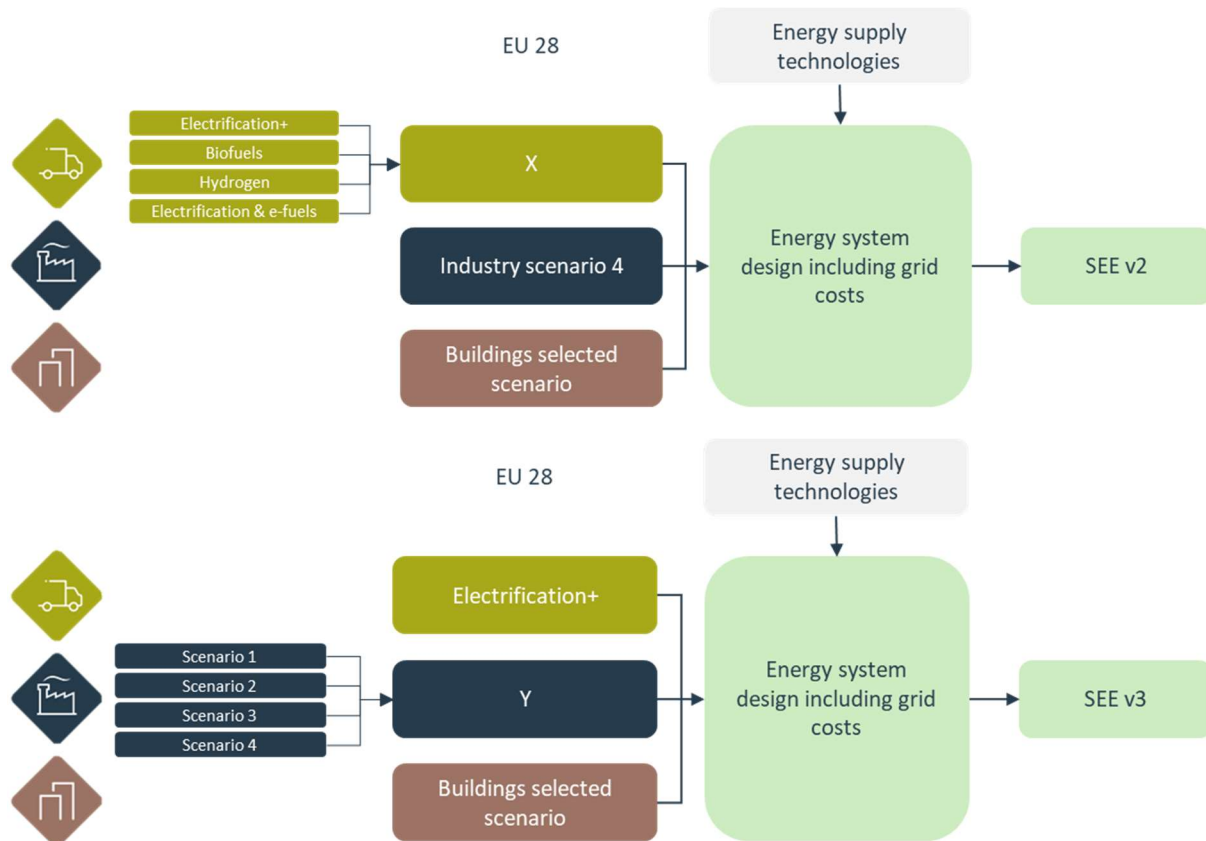 EU 28
Energy supply
technologies
Electrification+
Biofuels
Hydrogen
Electrification & e-fuels
X
Industry scenario 4
Buildings selected
scenario
Energy system
design including grid
costs
SEE v2
EU 28
Energy supply
technologies
Electrification+
Scenario 1
Scenario 2
Scenario 3
Scenario 4
Y
Buildings selected
scenario
Energy system
design including grid
costs
SEE v3